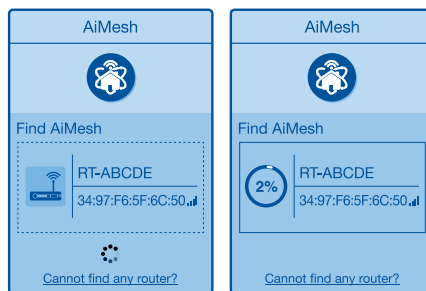 AiMesh
Find AiMesh
RT-ABCDE
34:97:F6:5F:6C:50
Cannot find any router?
AiMesh
Find AiMesh
2%
RT-ABCDE
34:97:F6:5F:6C:50
Cannot find any router?